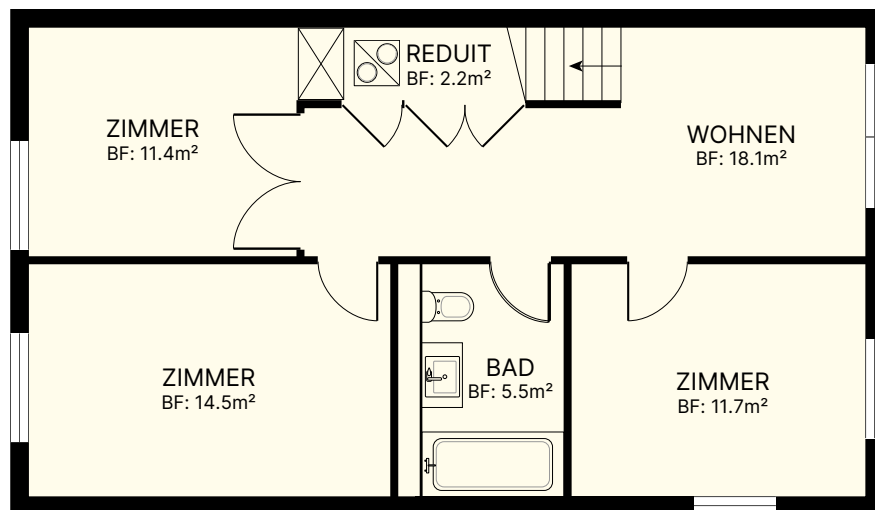 REDUIT
BF: 2.2m²
ZIMMER
BF: 11.4m²
WOHNEN
BF: 18.1m²
ZIMMER
BF: 14.5m²
BAD
BF: 5.5m²
ZIMMER
BF: 11.7m²